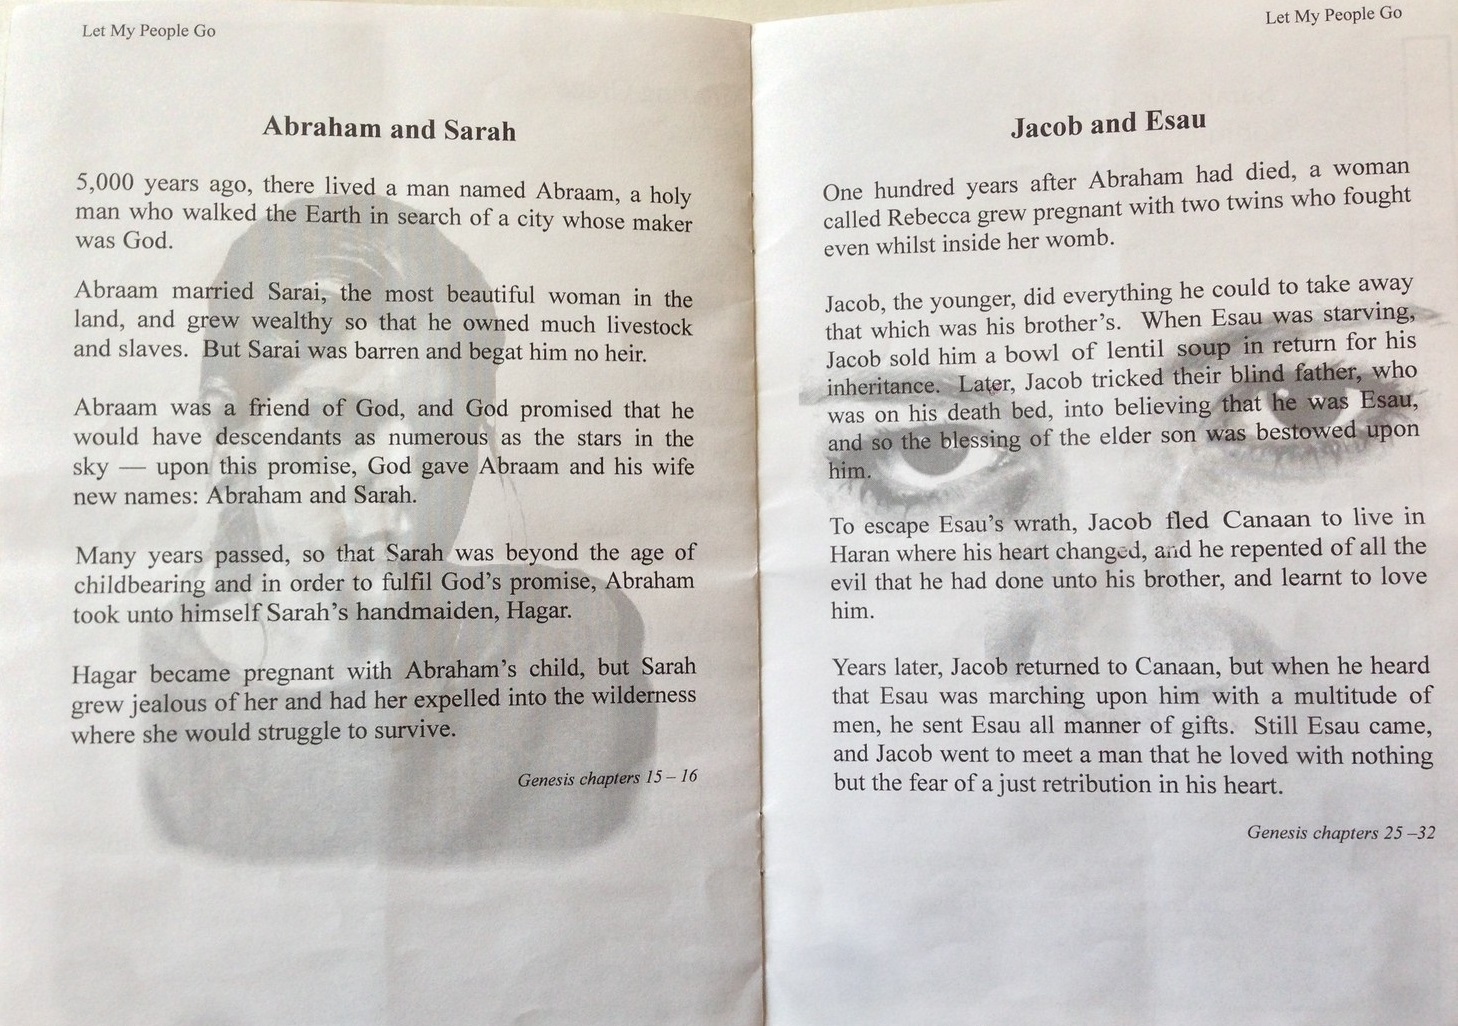 Let My People Go
Abraham and Sarah
5,000 years ago, there lived a man named Abraam, a holy
man who walked the Earth in search of a city whose maker
was God.
Abraam married Sarai, the most beautiful woman in the
land, and grew wealthy so that he owned much livestock
and slaves. But Sarai was barren and begat him no heir.
Abraam was a friend of God, and God promised that he
would have descendants as numerous as the stars in the
sky — upon this promise, God gave Abraam and his wife
new names: Abraham and Sarah.
Many years passed, so that Sarah was beyond the age of
childbearing and in order to fulfil God's promise, Abraham
took unto himself Sarah's handmaiden, Hagar.
Hagar became pregnant with Abraham's child, but Sarah
grew jealous of her and had her expelled into the wilderness
where she would struggle to survive.
Genesis chapters 15 – 16
Let My People Go
Jacob and Esau
One hundred years after Abraham had died, a woman
called Rebecca grew pregnant with two twins who fought
even whilst inside her womb.
Jacob, the younger, did everything he could to take away
that which was his brother's. When Esau was starving,
Jacob sold him a bowl of lentil soup in return for his
inheritance. Later, Jacob tricked their blind father, who
was on his death bed, into believing that he was Esau,
and so the blessing of the elder son was bestowed upon
him.
To escape Esau's wrath, Jacob fled Canaan to live in
Haran where his heart changed, and he repented of all the
evil that he had done unto his brother, and learnt to love
him.
Years later, Jacob returned to Canaan, but when he heard
that Esau was marching upon him with a multitude of
men, he sent Esau all manner of gifts. Still Esau came,
and Jacob went to meet a man that he loved with nothing
but the fear of a just retribution in his heart.
Genesis chapters 25 –32